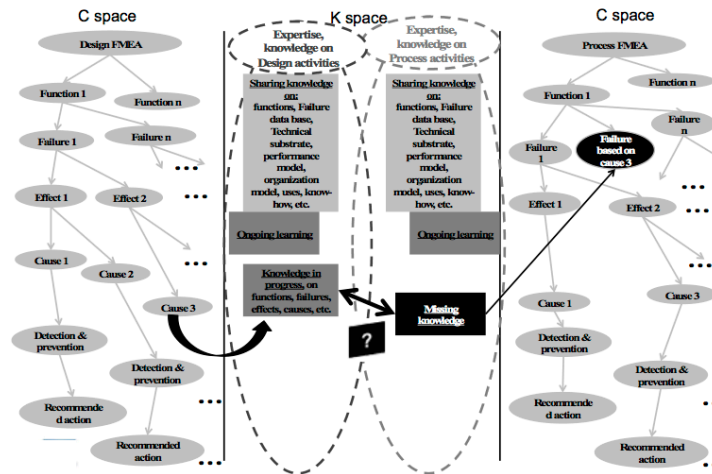 C space
K space
C space
Design FMEA
Function 1
Function n
Failure 1
Failure n
...
Effect 1
Effect 2
...
Cause 1
Cause 2
...
Cause 3
Detection &
prevention
Detection &
prevention
Recommende
d action
...
Recommended action
...
Expertise,
knowledge on
Design activities
Sharing knowledge
on:
functions, Failure
data base,
Technical
substrate,
performance
model,
organization
model, uses, know-
how, etc.
Ongoing learning
Knowledge in
progress, on
functions, failures,
effects, causes, etc.
?
Expertise,
knowledge on
Process activities
Sharing knowledge
on:
functions, Failure
data base,
Technical
substrate,
performance
model,
organization
model, uses, know-
how, etc.
Ongoing learning
Missing
knowledge
Process FMEA
Function 1
Function n
Failure
1
Failure
based on
cause 3
Failure
n
...
Effect 1
Effect 2
...
Cause 1
Cause 3
...
Detection &
prevention
Detection &
prevention
Recommende
d action
...
Recommended
action
...